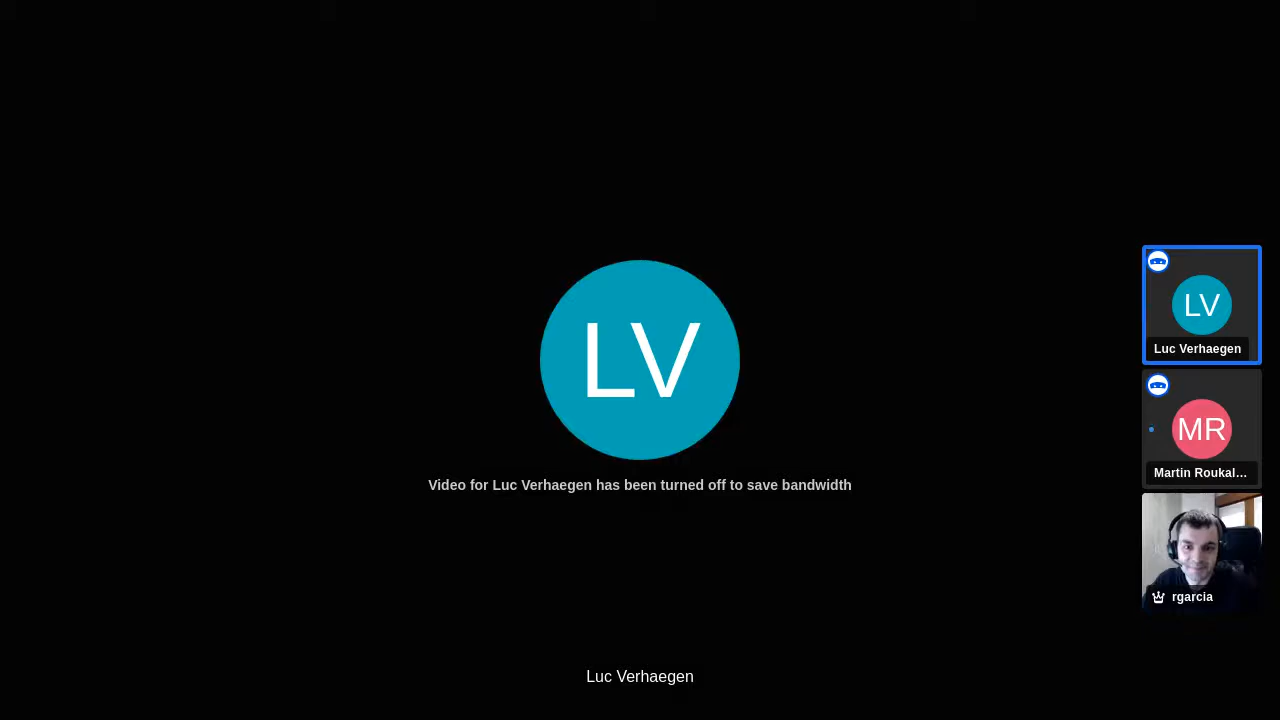 LV
Video for Luc Verhaegen has been turned off to save bandwidth
Luc Verhaegen
LV
Luc Verhaegen
MR
Martin Roukal...
rgarcia